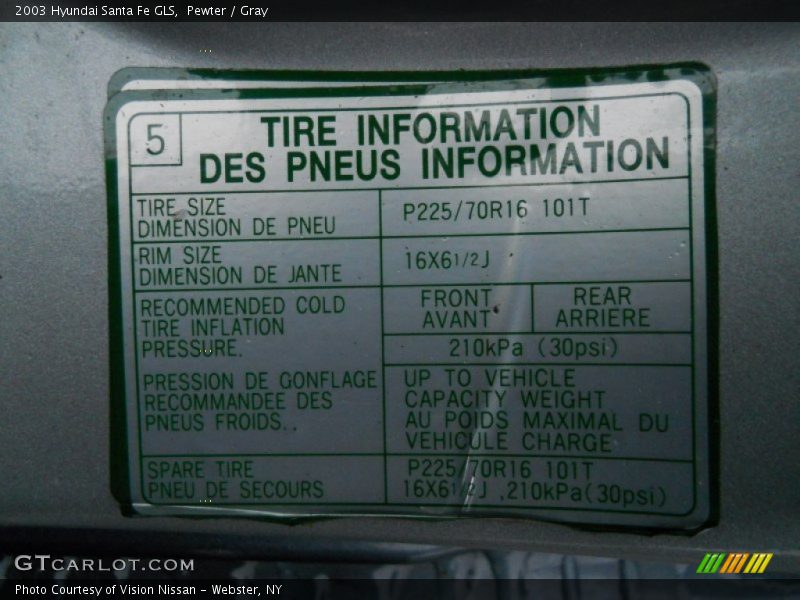 2003 Hyundai Santa Fe GLS, Pewter / Gray
5
TIRE INFORMATION
DES PNEUS INFORMATION
TIRE SIZE
DIMENSION DE PNEU
P225/70R16 101T
RIM SIZE
DIMENSION DE JANTE
16X61/2J
RECOMMENDED COLD
TIRE INFLATION
PRESSURE.
FRONT
AVANT
REAR
ARRIERE
210kPa (30psi)
PRESSION DE GONFLAGE
RECOMMANDEE DES
PNEUS FROIDS..
UP TO VEHICLE
CAPACITY WEIGHT
AU POIDS MAXIMAL DU
VEHICULE CHARGE
SPARE TIRE
PNEU DE SECOURS
P225/70R16 101T
16X61/2J ,210kPa(30psi)
GTcarlot.com
Photo Courtesy of Vision Nissan - Webster, NY